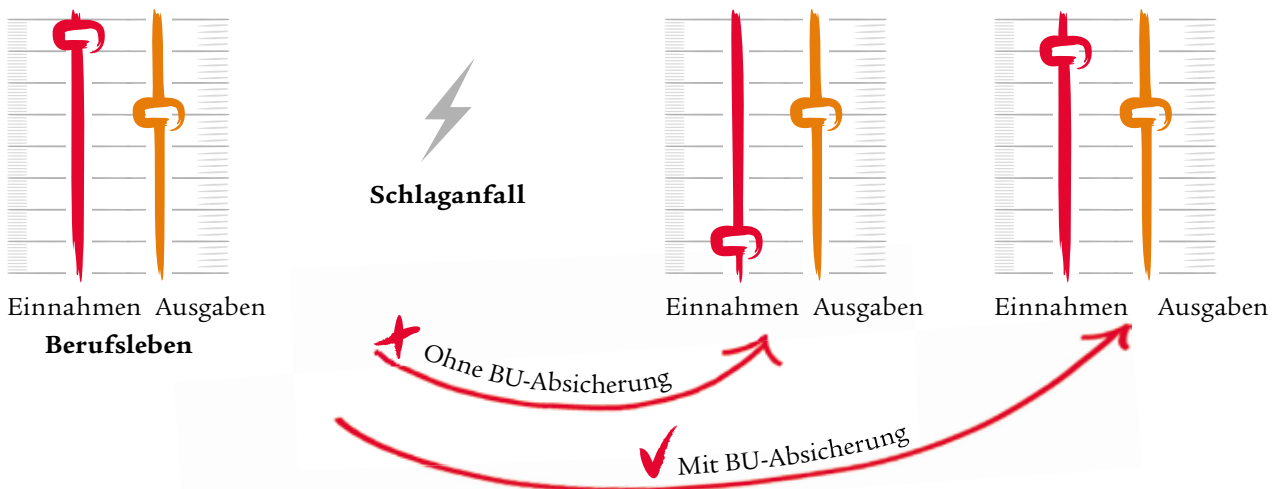 Schlaganfall
Einnahmen Ausgaben
Berufsleben
Einnahmen Ausgaben
Einnahmen Ausgaben
Ohne BU-Absicherung
Mit BU-Absicherung